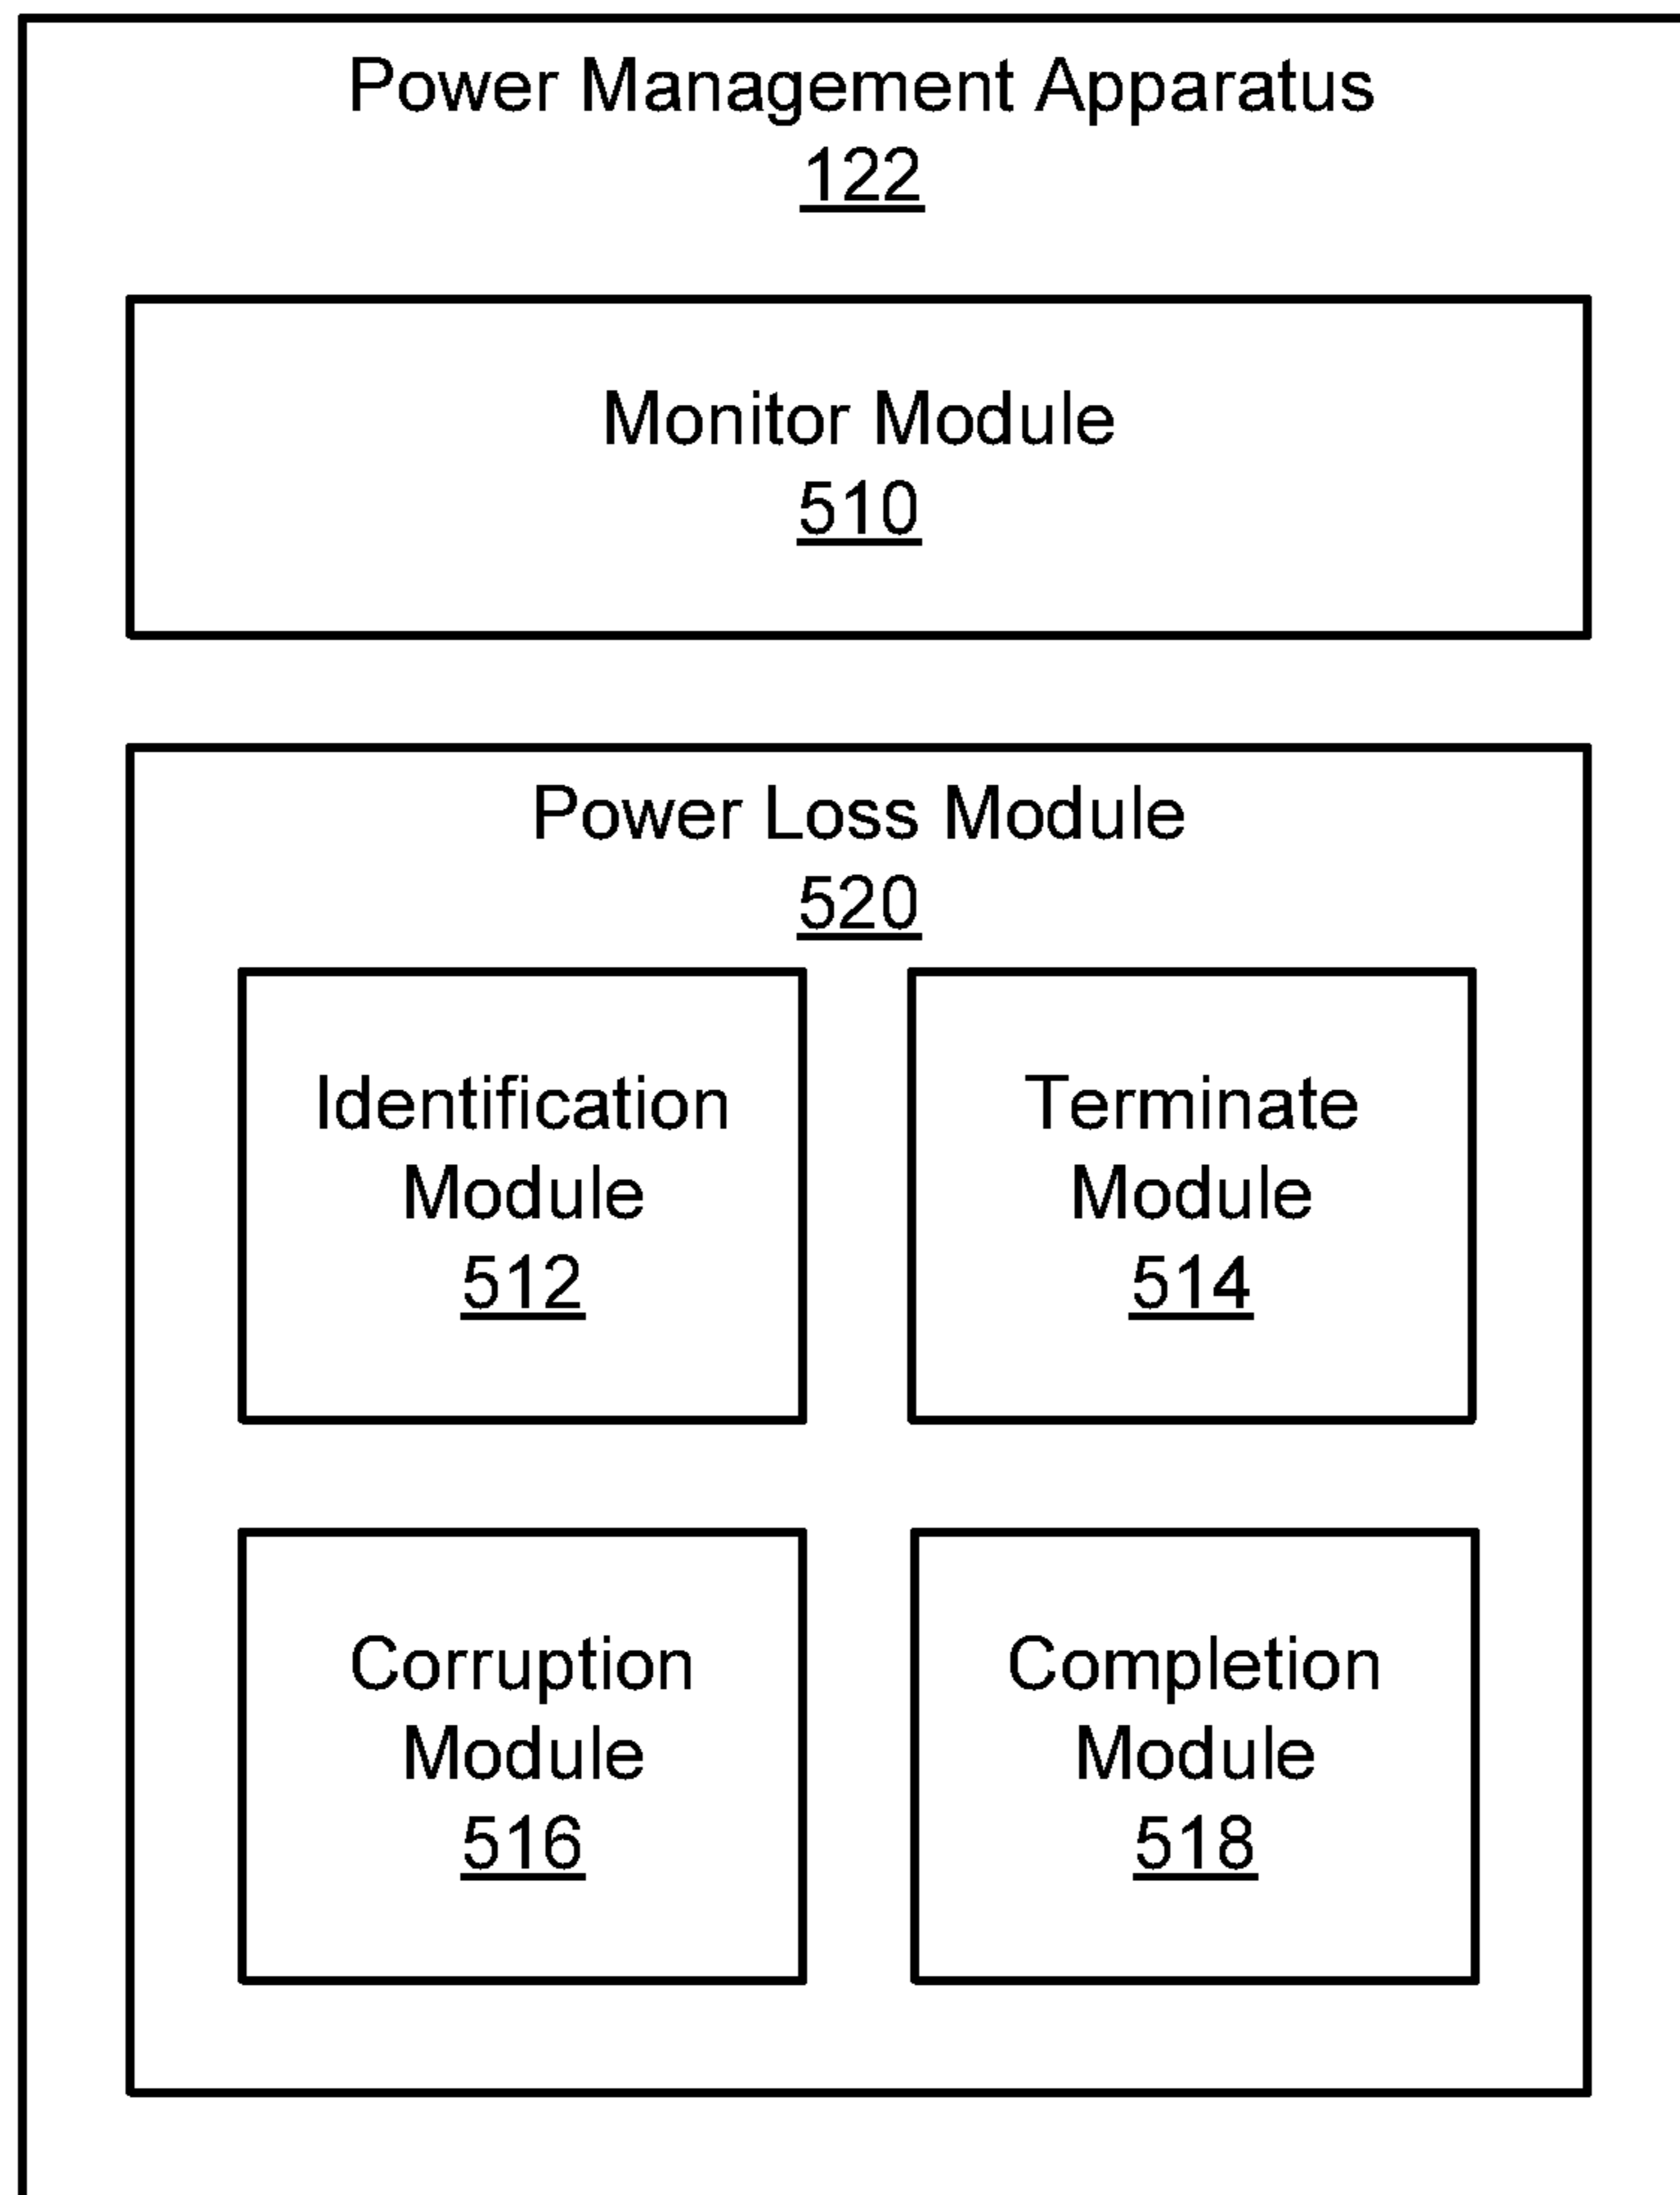 Power Management Apparatus
122
Monitor Module
510
Power Loss Module
520
Identification
Module
512
Terminate
Module
514
Corruption
Module
516
Completion
Module
518